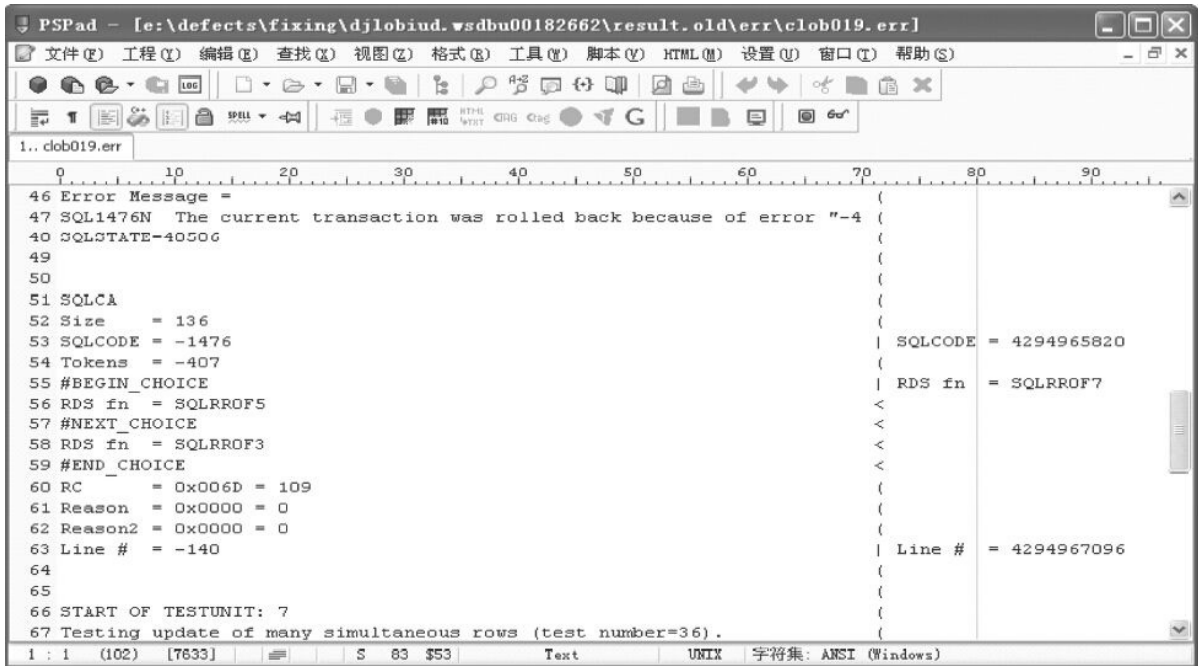 PSPad - [e:\defects\fixing\djlobiud.wsdbu00182662\result.old\err\clob019.err]
文件(F) 工程(Y) 编辑(E) 查找(X) 视图(Z) 格式(R) 工具(W) 脚本(V) HTML(M) 设置(U) 窗口(T) 帮助(S)
LOG
SPELL
#10
HTML
TXT
G
1.. clob019.err
0 10 20 30 40 50 60 70 80 90
46 Error Message = (
47 SQL1476N The current transaction was rolled back because of error "-4 (
48 SQLSTATE=40506 (
49 (
50 (
51 SQLCA (
52 Size = 136 (
53 SQLCODE = -1476 | SQLCODE = 4294965820
54 Tokens = -407 (
55 #BEGIN_CHOICE | RDS fn = SQLRROF7
56 RDS fn = SQLRROF5 <
57 #NEXT_CHOICE <
58 RDS fn = SQLRROF3 <
59 #END_CHOICE <
60 RC = 0x006D = 109 (
61 Reason = 0x0000 = 0 (
62 Reason2 = 0x0000 = 0 (
63 Line # = -140 | Line # = 4294967096
64 (
65 (
66 START OF TESTUNIT: 7 (
67 Testing update of many simultaneous rows (test number=36). (
1 : 1 (102) [7633] S 83 $53 Text UNIX 字符集: ANSI (Windows)